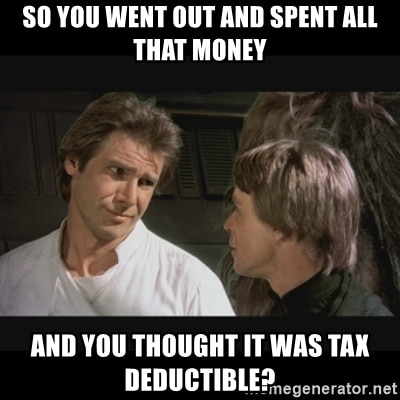 SO YOU WENT OUT AND SPENT ALL
THAT MONEY
AND YOU THOUGHT IT WAS TAX
DEDUCTIBLE?
memegenerator.net